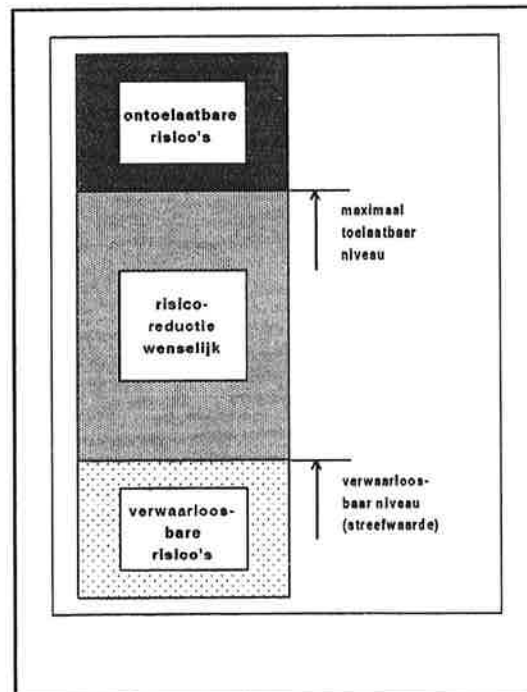 ontoelaatbare
risico's
maximaal
toelaatbaar
niveau
risico-
reductie
wenselijk
verwaarloos-
baar niveau
(streefwaarde)
verwaarloos-
bare
risico's